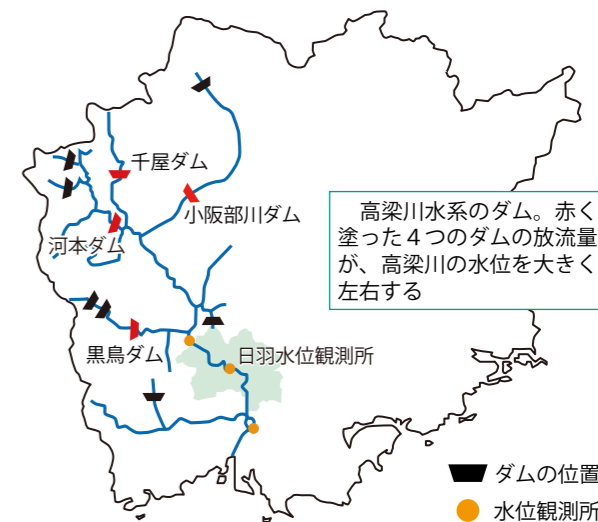 千屋ダム
小阪部川ダム
河本ダム
高梁川水系のダム。赤く
塗った４つのダムの放流量
が、高梁川の水位を大きく
左右する
黒鳥ダム
日羽水位観測所
ダムの位置
水位観測所